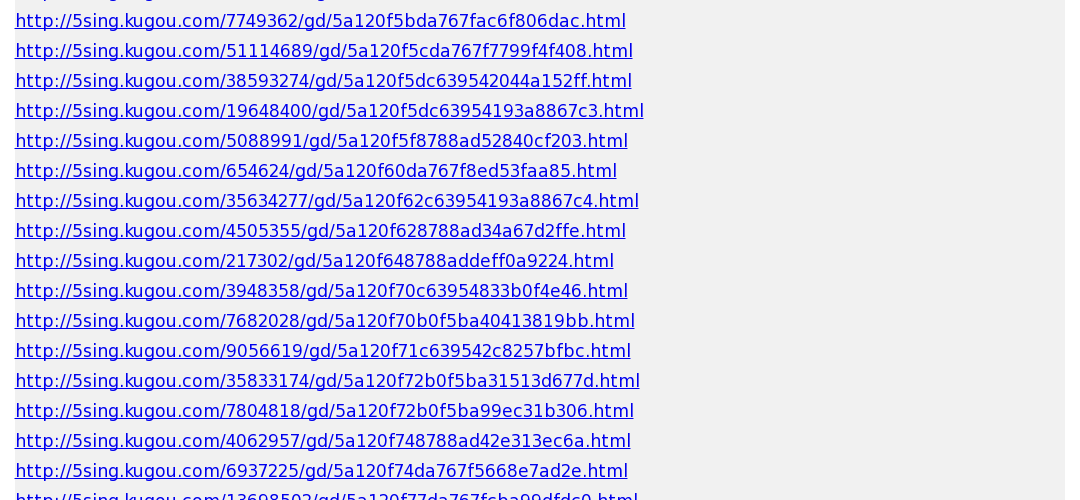 http://5sing.kugou.com/7749362/gd/5a120f5bda767fac6f806dac.html
http://5sing.kugou.com/51114689/gd/5a120f5cda767f7799f4f408.html
http://5sing.kugou.com/38593274/gd/5a120f5dc639542044a152ff.html
http://5sing.kugou.com/19648400/gd/5a120f5dc63954193a8867c3.html
http://5sing.kugou.com/5088991/gd/5a120f5f8788ad52840cf203.html
http://5sing.kugou.com/654624/gd/5a120f60da767f8ed53faa85.html
http://5sing.kugou.com/35634277/gd/5a120f62c63954193a8867c4.html
http://5sing.kugou.com/4505355/gd/5a120f628788ad34a67d2ffe.html
http://5sing.kugou.com/217302/gd/5a120f648788addeff0a9224.html
http://5sing.kugou.com/3948358/gd/5a120f70c63954833b0f4e46.html
http://5sing.kugou.com/7682028/gd/5a120f70b0f5ba40413819bb.html
http://5sing.kugou.com/9056619/gd/5a120f71c639542c8257bfbc.html
http://5sing.kugou.com/35833174/gd/5a120f72b0f5ba31513d677d.html
http://5sing.kugou.com/7804818/gd/5a120f72b0f5ba99ec31b306.html
http://5sing.kugou.com/4062957/gd/5a120f748788ad42e313ec6a.html
http://5sing.kugou.com/6937225/gd/5a120f74da767f5668e7ad2e.html